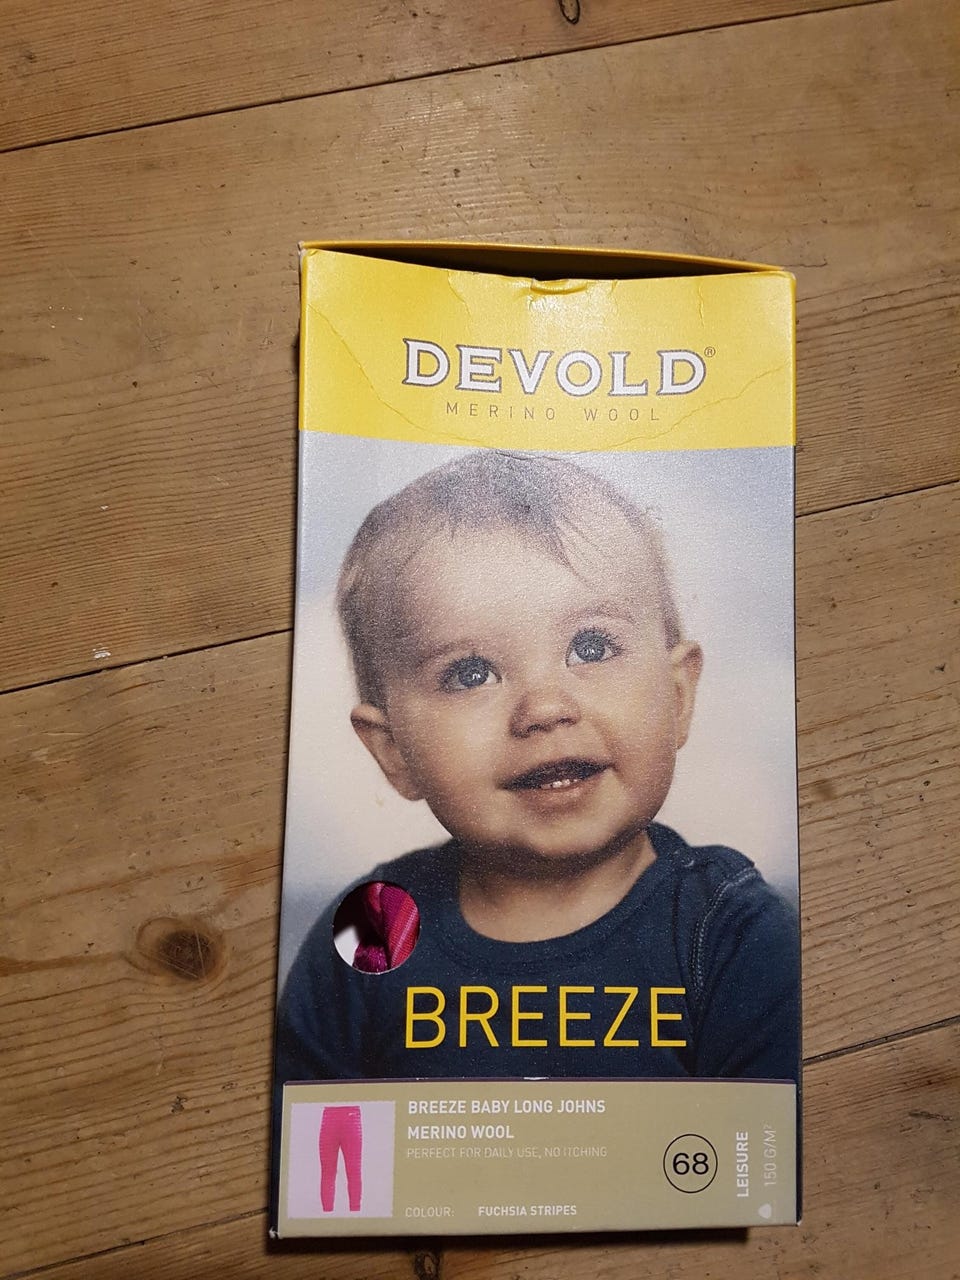 DEVOLD®
MERINO WOOL
BREEZE
BREEZE BABY LONG JOHNS
MERINO WOOL
PERFECT FOR DAILY USE, NO ITCHING
COLOUR: FUCHSIA STRIPES
68
LEISURE
150 G/M²